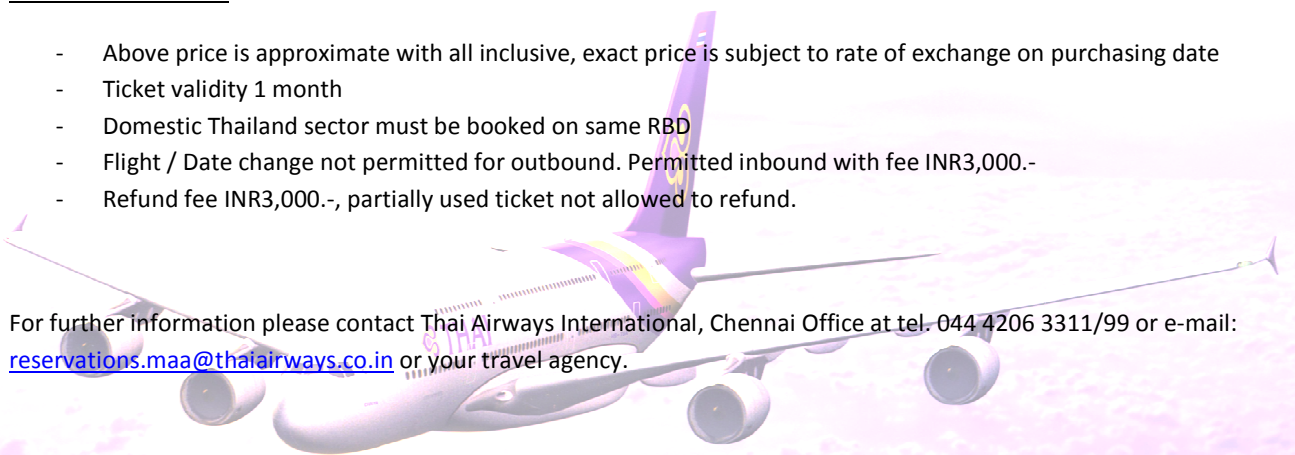 - Above price is approximate with all inclusive, exact price is subject to rate of exchange on purchasing date
- Ticket validity 1 month
- Domestic Thailand sector must be booked on same RBD
- Flight / Date change not permitted for outbound. Permitted inbound with fee INR3,000.-
- Refund fee INR3,000.-, partially used ticket not allowed to refund.
For further information please contact Thai Airways International, Chennai Office at tel. 044 4206 3311/99 or e-mail:
reservations.maa@thaiairways.co.in or your travel agency.
THAI